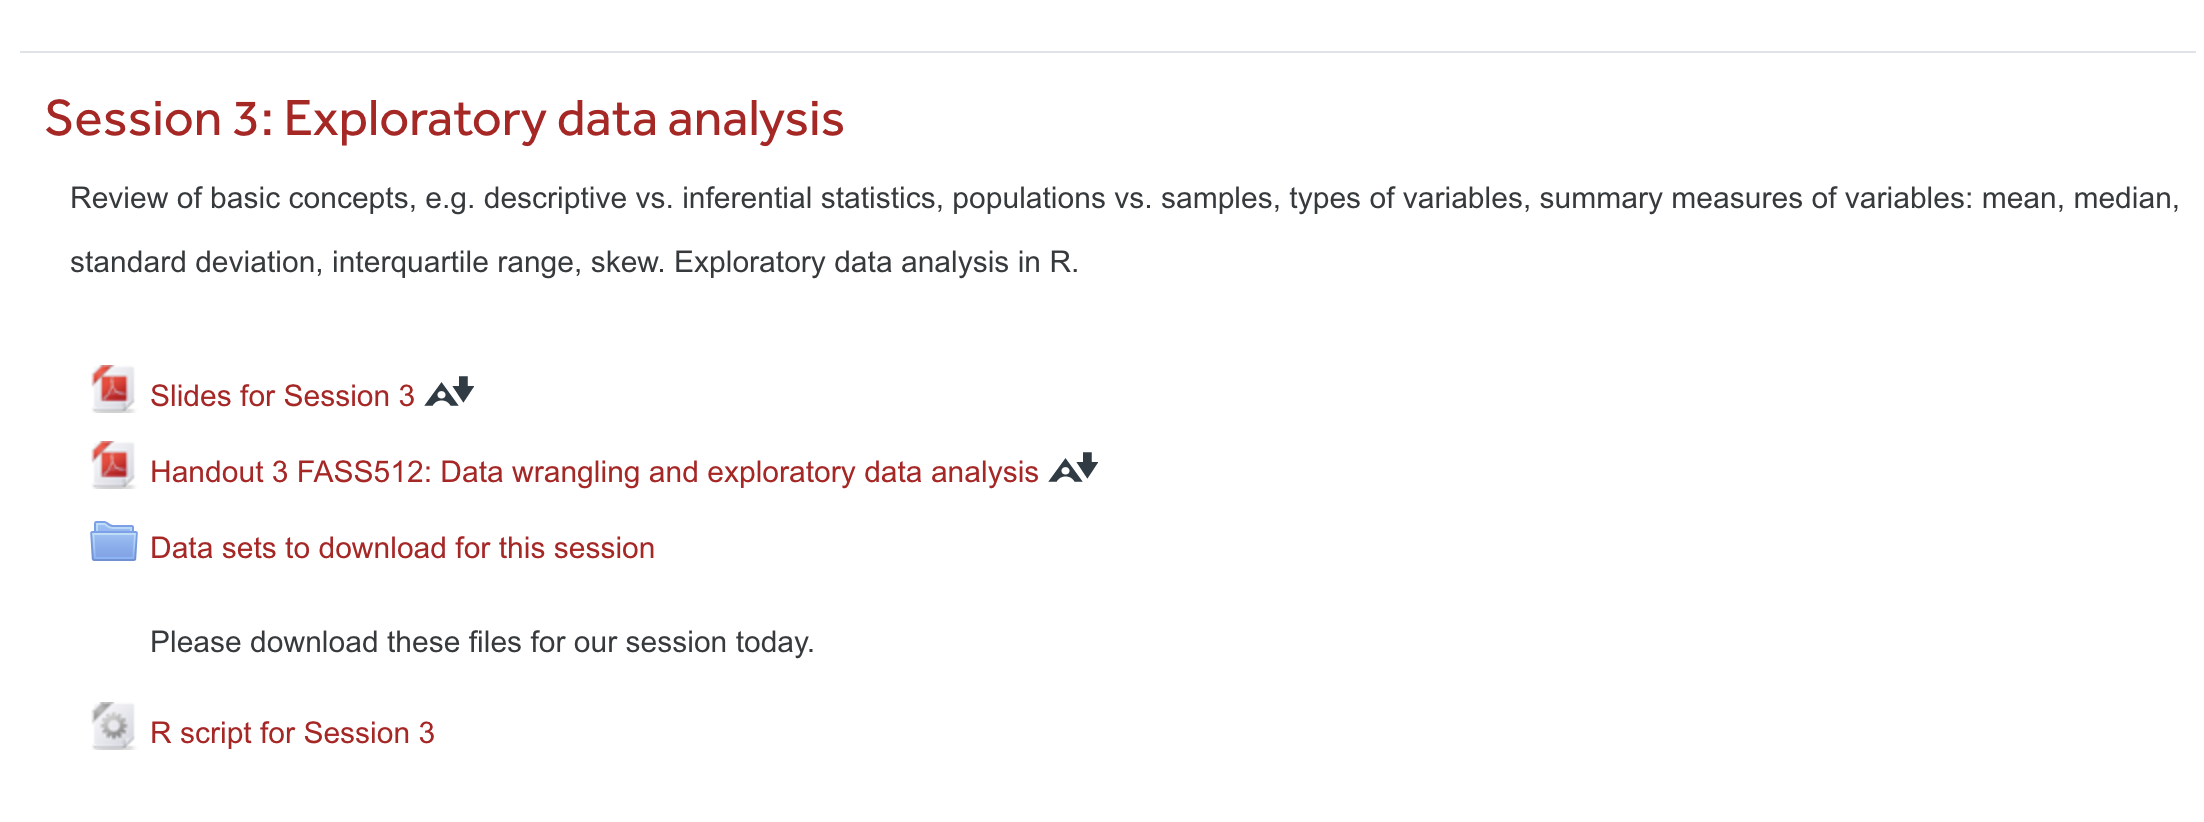 Session 3: Exploratory data analysis
Review of basic concepts, e.g. descriptive vs. inferential statistics, populations vs. samples, types of variables, summary measures of variables: mean, median,
standard deviation, interquartile range, skew. Exploratory data analysis in R.
Slides for Session 3
Handout 3 FASS512: Data wrangling and exploratory data analysis
Data sets to download for this session
Please download these files for our session today.
R script for Session 3